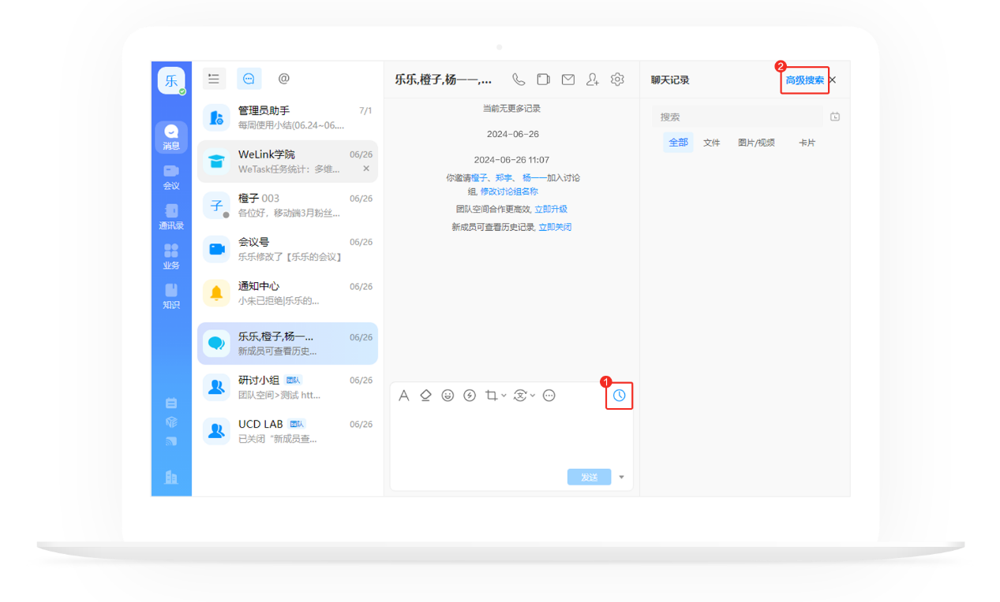 乐
消息
会议
通讯录
业务
知识
@
管理员助手 7/1
每周使用小结(06.24~06....
WeLink学院 06/26
WeTask任务统计：多维...
橙子 003 06/26
子
各位好，移动端3月粉丝...
会议号 06/26
乐乐修改了【乐乐的会议】
通知中心 06/26
小朱已拒绝|乐乐的...
乐乐,橙子,杨一... 06/26
新成员可查看历史...
研讨小组 团队 06/26
团队空间>测试 htt...
UCD LAB 团队 06/26
已关闭“新成员查...
乐乐,橙子,杨一一,...
当前无更多记录
2024-06-26
2024-06-26 11:07
你邀请橙子、郑宇、 杨一一加入讨论
组, 修改讨论组名称
团队空间合作更高效, 立即升级
新成员可查看历史记录, 立即关闭
1
发送
聊天记录
2
高级搜索
搜索
全部 文件 图片/视频 卡片